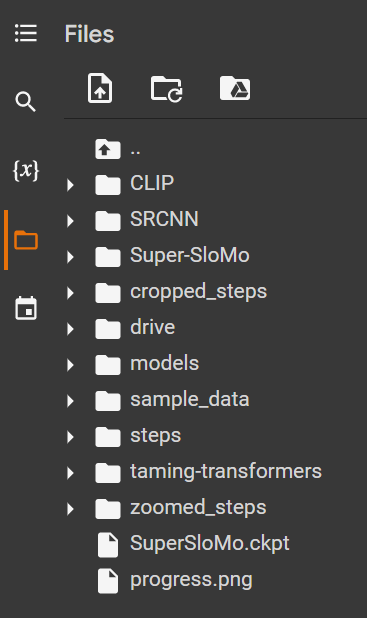 Files
..
{x}
CLIP
SRCNN
Super-SloMo
cropped_steps
drive
models
sample_data
steps
taming-transformers
zoomed_steps
SuperSloMo.ckpt
progress.png